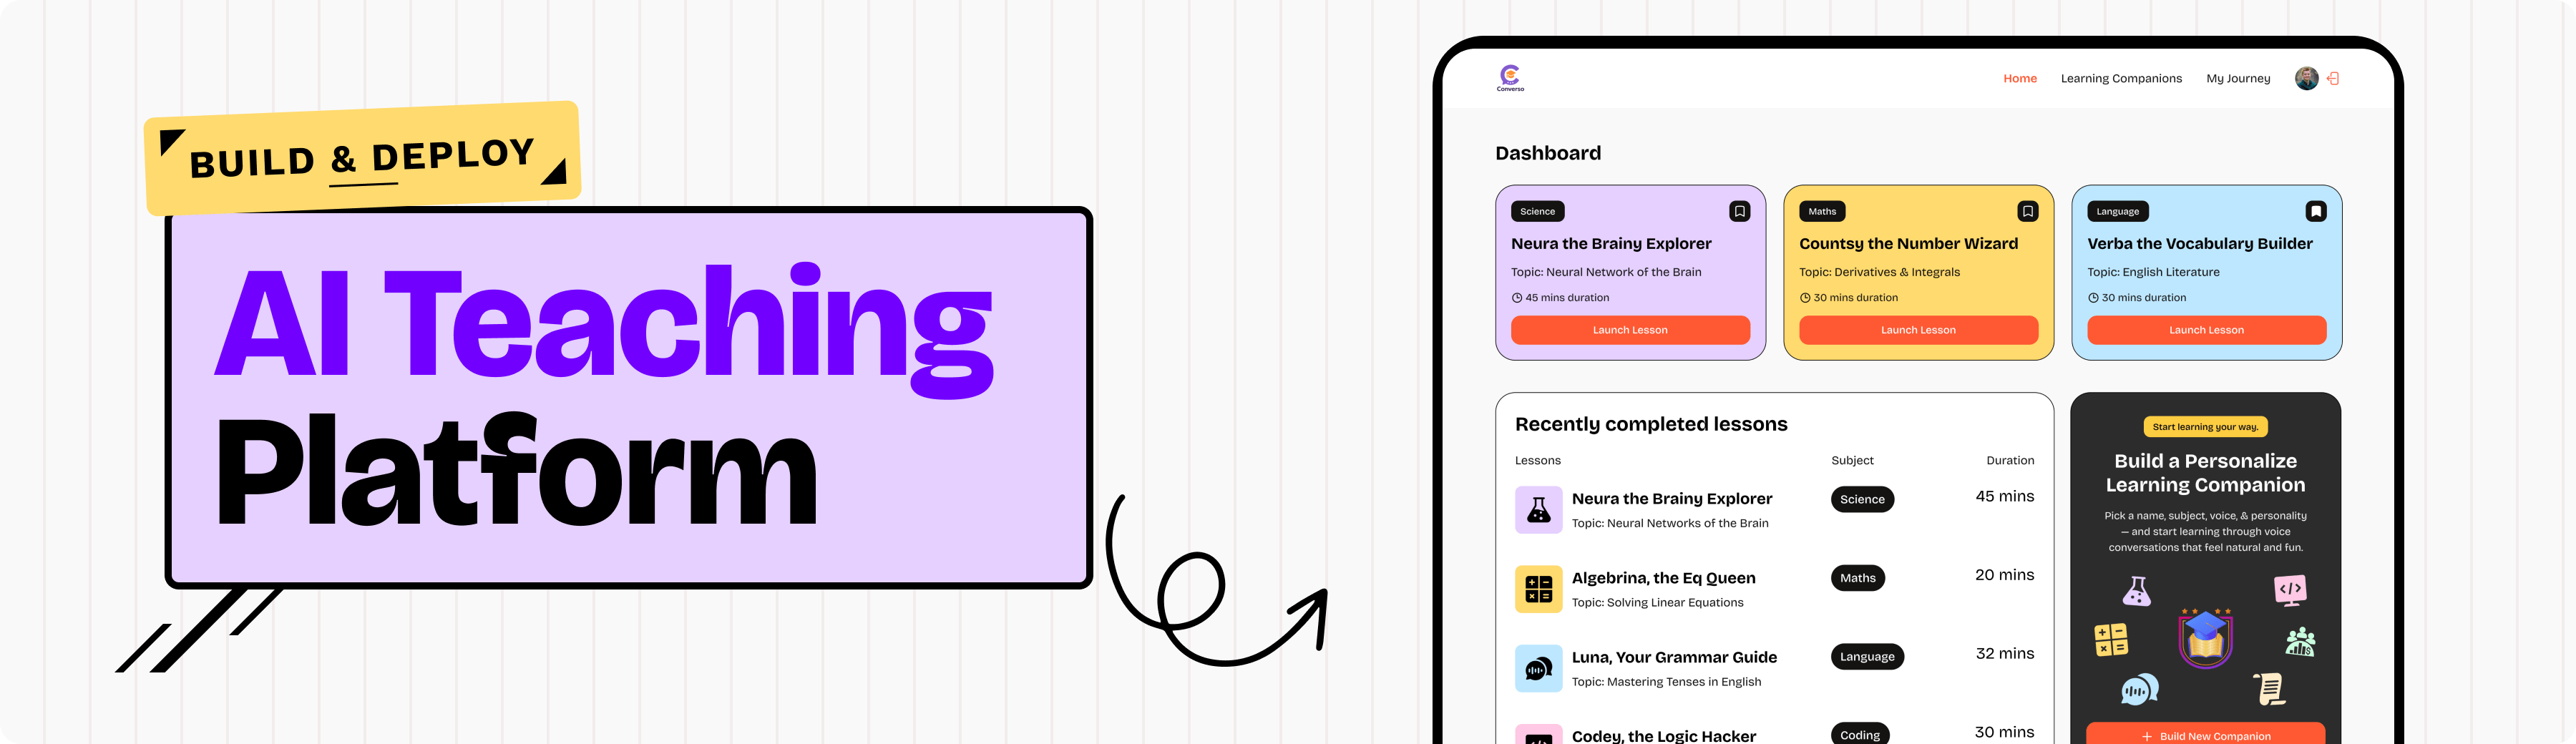 BUILD & DEPLOY
AI Teaching
Platform
Converso
Home
Learning Companions
My Journey
Dashboard
Science
Neura the Brainy Explorer
Topic: Neural Network of the Brain
45 mins duration
Launch Lesson
Maths
Countsy the Number Wizard
Topic: Derivatives & Integrals
30 mins duration
Launch Lesson
Language
Verba the Vocabulary Builder
Topic: English Literature
30 mins duration
Launch Lesson
Recently completed lessons
Lessons
Subject
Duration
Neura the Brainy Explorer
Topic: Neural Networks of the Brain
Science
45 mins
Algebrina, the Eq Queen
Topic: Solving Linear Equations
Maths
20 mins
Luna, Your Grammar Guide
Topic: Mastering Tenses in English
Language
32 mins
Codey, the Logic Hacker
Coding
30 mins
Start learning your way.
Build a Personalize
Learning Companion
Pick a name, subject, voice, & personality
— and start learning through voice
conversations that feel natural and fun.
Build New Companion